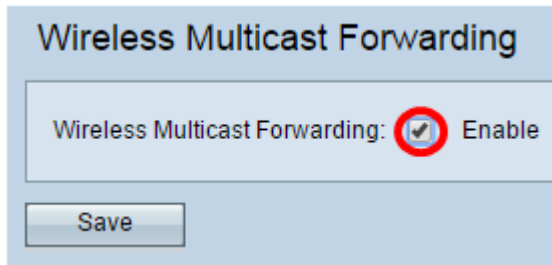 Wireless Multicast Forwarding
Wireless Multicast Forwarding: Enable
Save